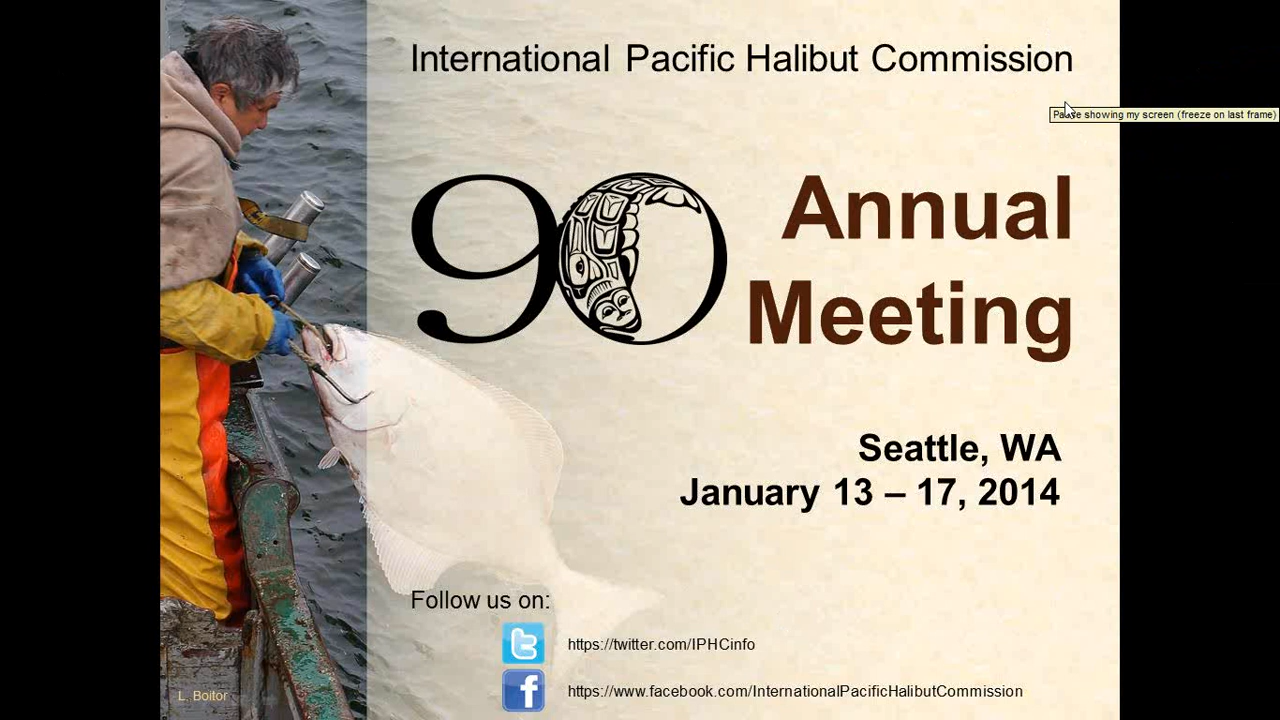 International Pacific Halibut Commission
Pause showing my screen (freeze on last frame)
90
Annual
Meeting
Seattle, WA
January 13 – 17, 2014
Follow us on:
https://twitter.com/IPHCinfo
https://www.facebook.com/InternationalPacificHalibutCommission
L. Boitor